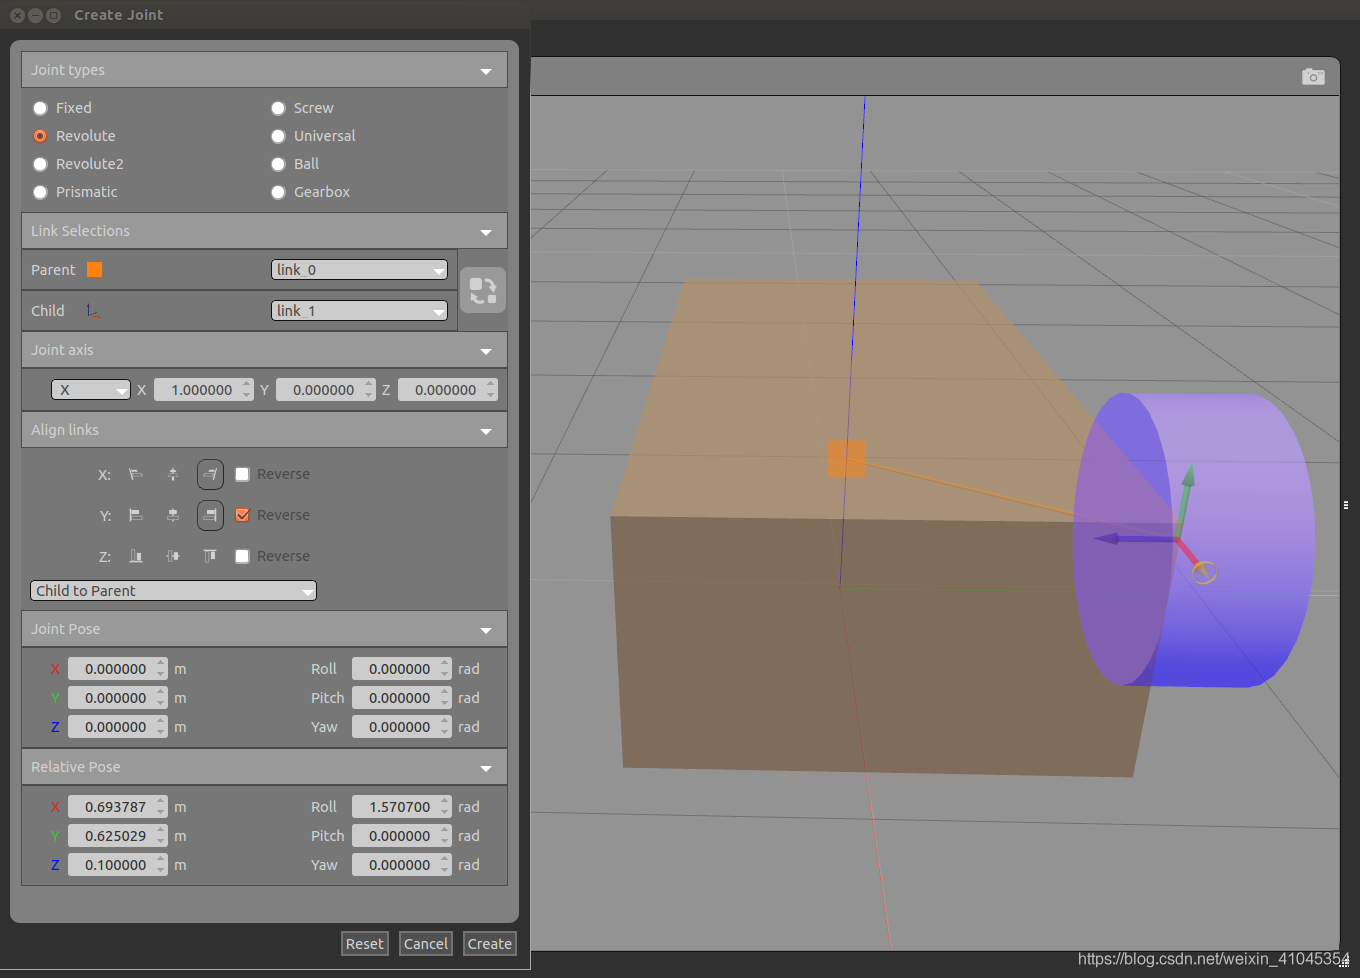 Create Joint
Joint types
Fixed Screw
Revolute Universal
Revolute2 Ball
Prismatic Gearbox
Link Selections
Parent link_0
Child link_1
Joint axis
X X 1.000000 Y 0.000000 Z 0.000000
Align links
X: Reverse
Y: Reverse
Z: Reverse
Child to Parent
Joint Pose
X 0.000000 m Roll 0.000000 rad
Y 0.000000 m Pitch 0.000000 rad
Z 0.000000 m Yaw 0.000000 rad
Relative Pose
X 0.693787 m Roll 1.570700 rad
Y 0.625029 m Pitch 0.000000 rad
Z 0.100000 m Yaw 0.000000 rad
Reset Cancel Create
https://blog.csdn.net/weixin_41045354